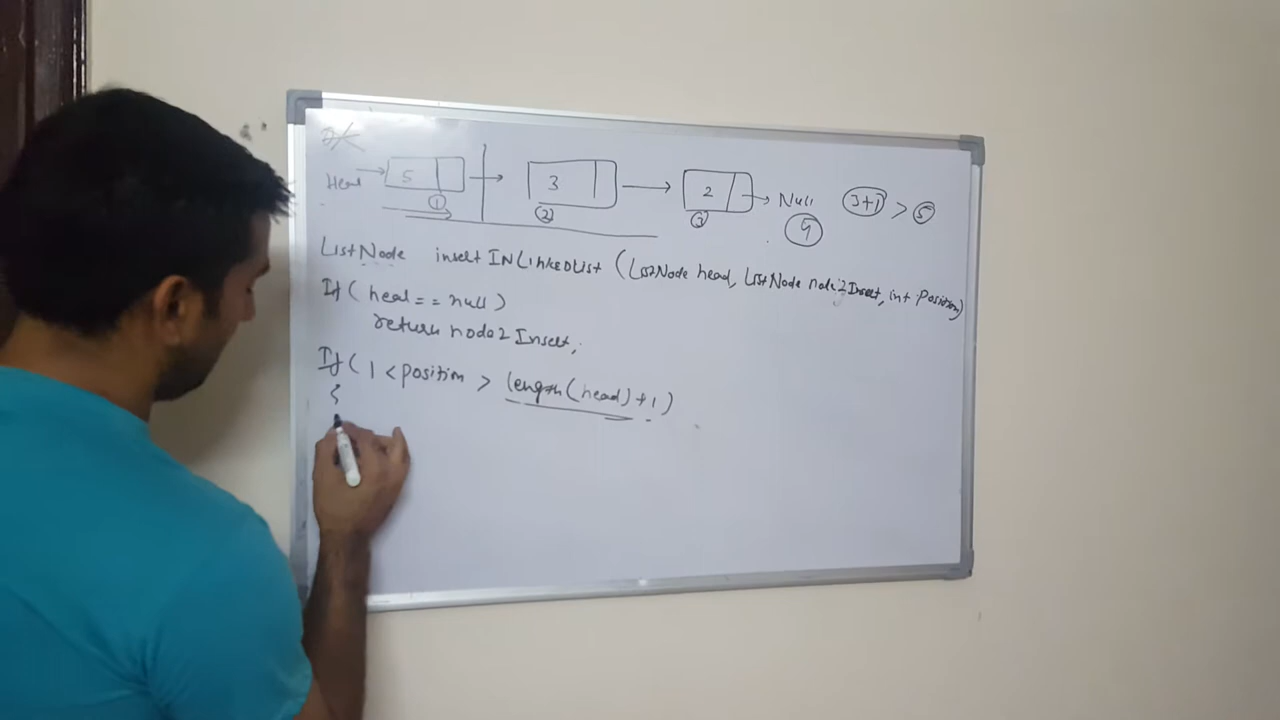 Head 5 3 2 Null 3+1 > 5
1 2 3 4
ListNode insert INLinkEDList (ListNode head, ListNode node2Insert, int Position)
If (head == null)
return node2Insert;
If ( 1 < position > length(head) + 1 )
{